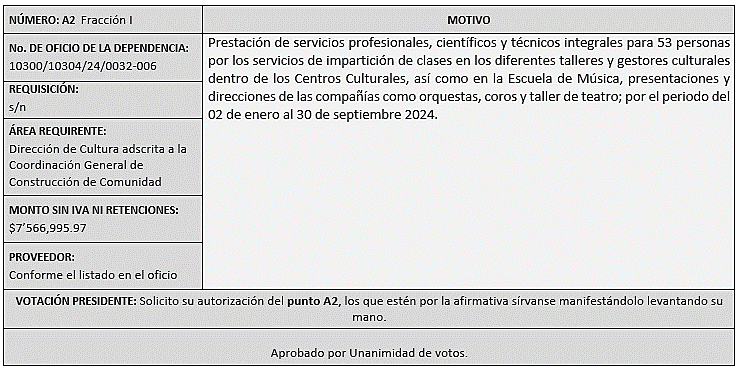 NÚMERO: A2 Fracción I
MOTIVO
No. DE OFICIO DE LA DEPENDENCIA:
10300/10304/24/0032-006
REQUISICIÓN:
s/n
ÁREA REQUIRENTE:
Dirección de Cultura adscrita a la
Coordinación General de
Construcción de Comunidad
MONTO SIN IVA NI RETENCIONES:
$7’566,995.97
PROVEEDOR:
Conforme el listado en el oficio
Prestación de servicios profesionales, científicos y técnicos integrales para 53 personas
por los servicios de impartición de clases en los diferentes talleres y gestores culturales
dentro de los Centros Culturales, así como en la Escuela de Música, presentaciones y
direcciones de las compañías como orquestas, coros y taller de teatro; por el periodo del
02 de enero al 30 de septiembre 2024.
VOTACIÓN PRESIDENTE: Solicito su autorización del punto A2, los que estén por la afirmativa sírvanse manifestándolo levantando su
mano.
Aprobado por Unanimidad de votos.